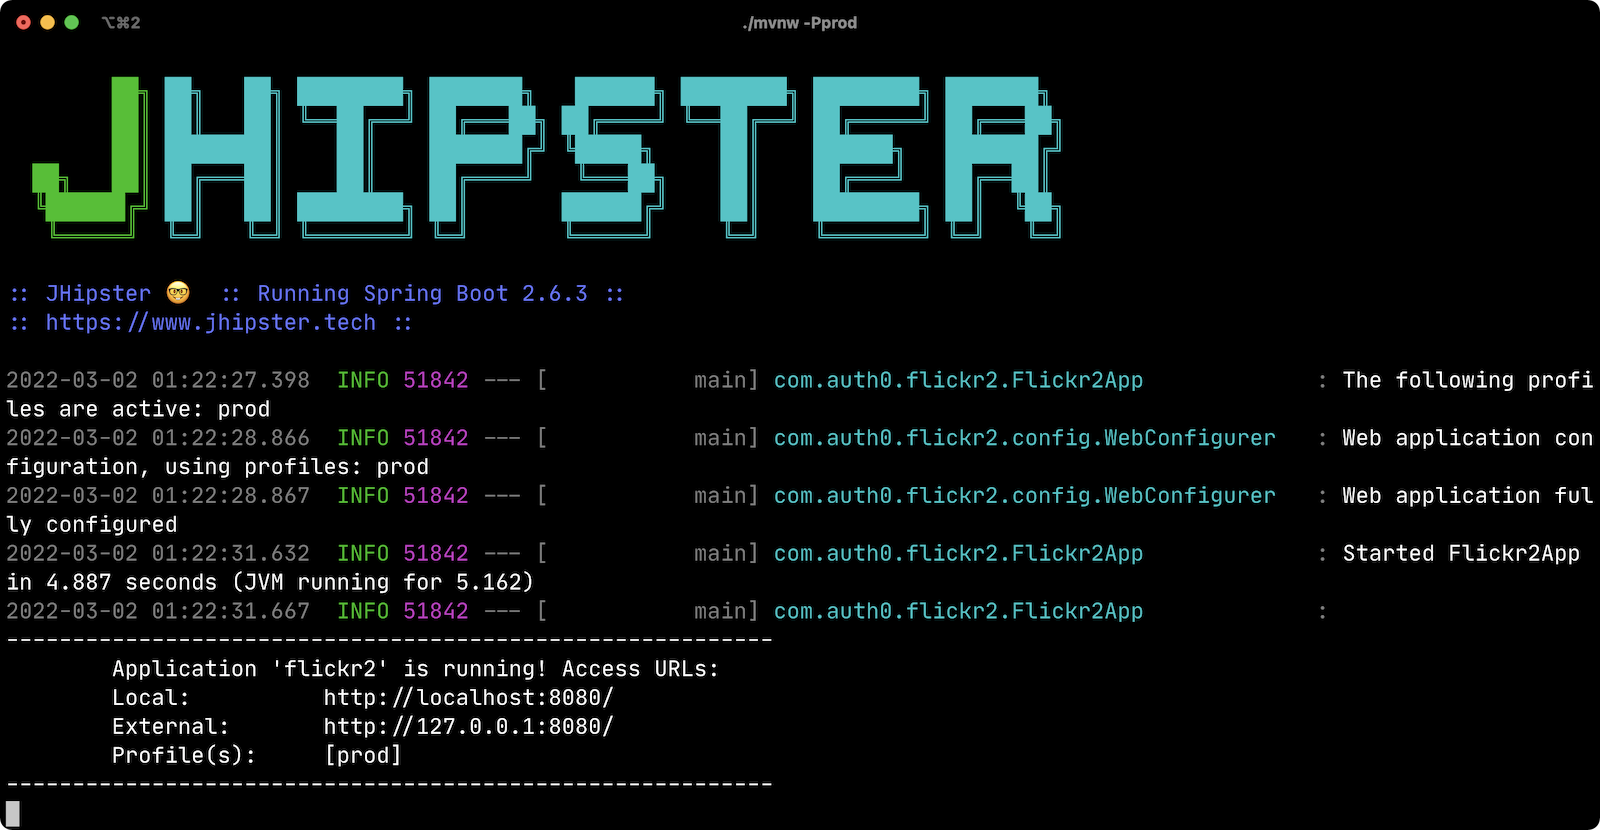 ⌥⌘2 ./mvnw -Pprod
JHIPSTER
:: JHipster 🤓  :: Running Spring Boot 2.6.3 ::
:: https://www.jhipster.tech ::
2022-03-02 01:22:27.398  INFO 51842 --- [           main] com.auth0.flickr2.Flickr2App             : The following profi
les are active: prod
2022-03-02 01:22:28.866  INFO 51842 --- [           main] com.auth0.flickr2.config.WebConfigurer   : Web application con
figuration, using profiles: prod
2022-03-02 01:22:28.867  INFO 51842 --- [           main] com.auth0.flickr2.config.WebConfigurer   : Web application ful
ly configured
2022-03-02 01:22:31.632  INFO 51842 --- [           main] com.auth0.flickr2.Flickr2App             : Started Flickr2App
in 4.887 seconds (JVM running for 5.162)
2022-03-02 01:22:31.667  INFO 51842 --- [           main] com.auth0.flickr2.Flickr2App             :
----------------------------------------------------------
Application 'flickr2' is running! Access URLs:
Local:          http://localhost:8080/
External:       http://127.0.0.1:8080/
Profile(s):     [prod]
----------------------------------------------------------